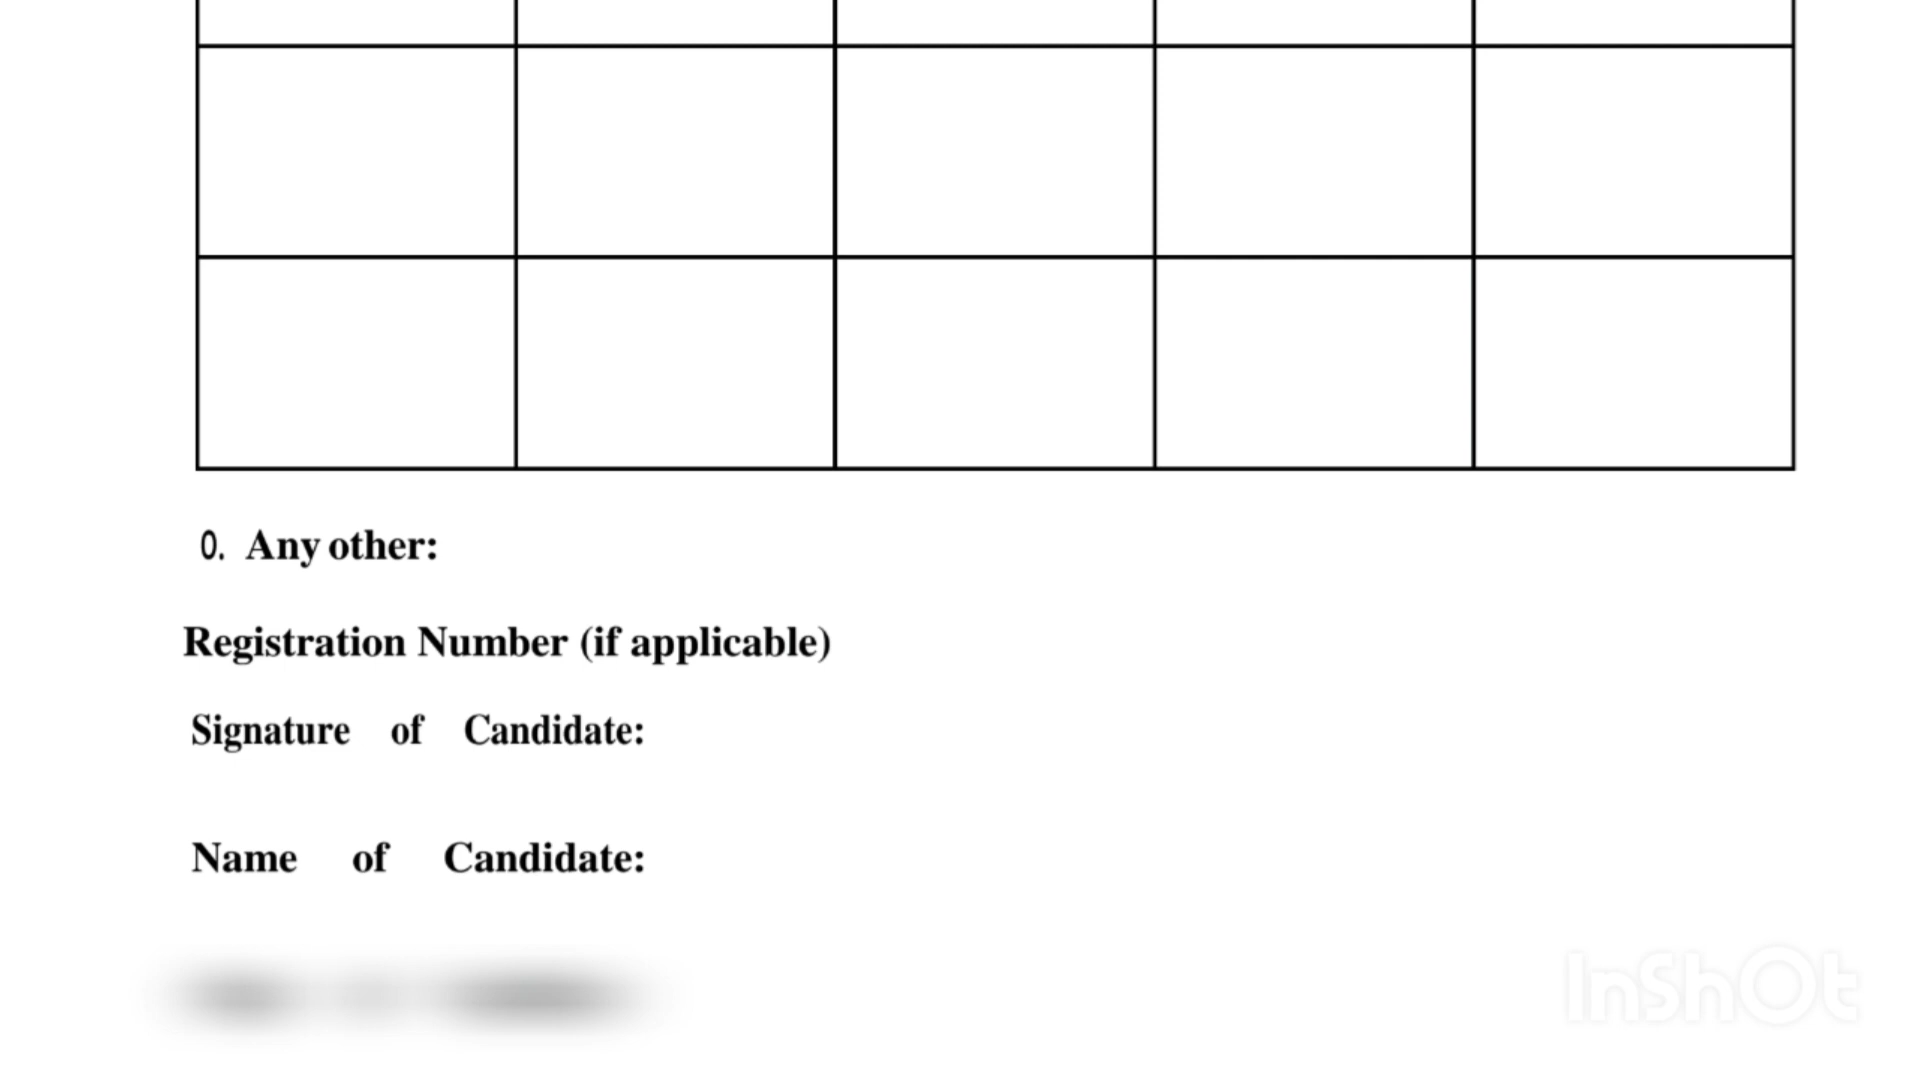 0. Any other:
Registration Number (if applicable)
Signature of Candidate:
Name of Candidate:
InShOt